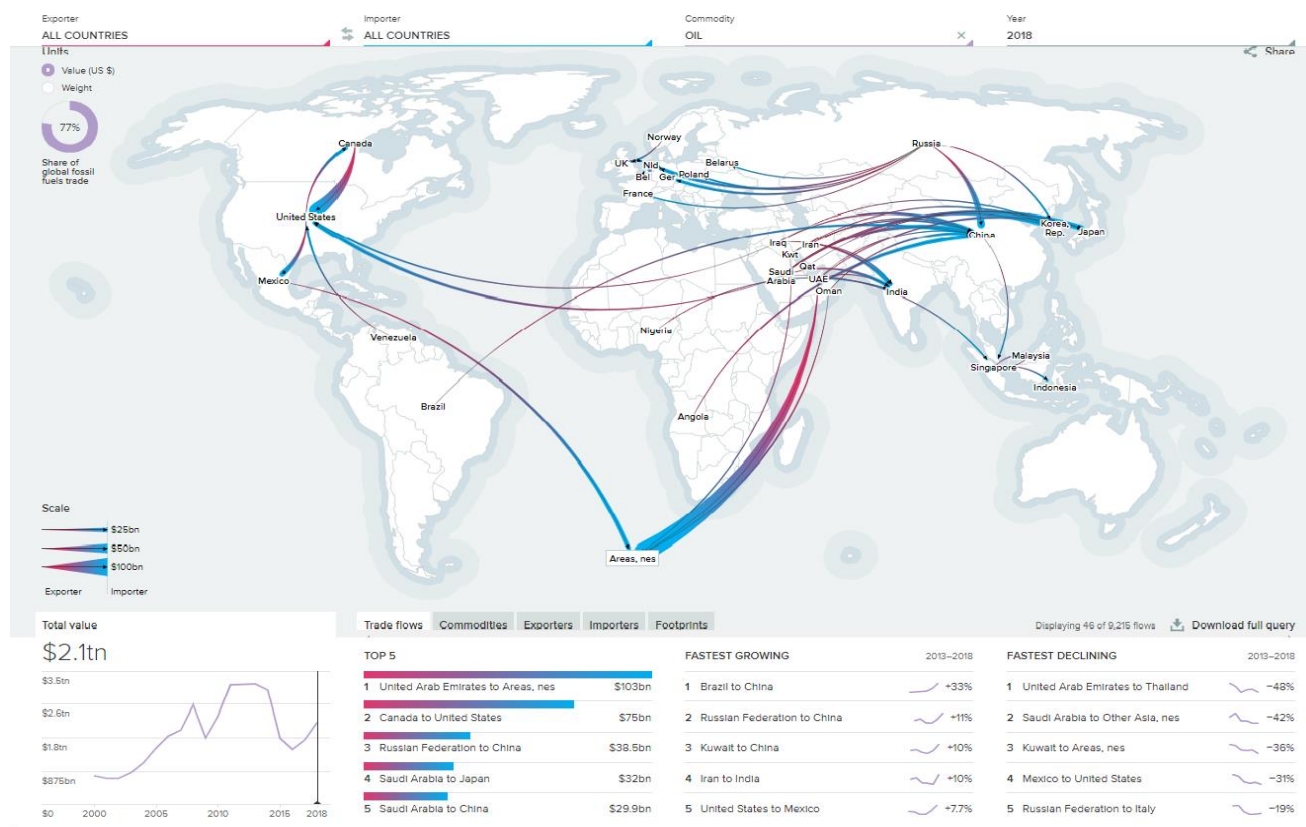 Exporter
ALL COUNTRIES
Importer
ALL COUNTRIES
Commodity
OIL
×
Year
2018
Units
Share
Value (US $)
Weight
77%
Share of
global fossil
fuels trade
Canada
United States
Mexico
Venezuela
Brazil
Norway
UK
Nld
Bel
Ger
Poland
Belarus
France
Russia
Iraq
Iran
Kwt
Qat
Saudi
Arabia
UAE
Oman
Nigeria
Angola
India
China
Korea,
Rep.
Japan
Malaysia
Singapore
Indonesia
Areas, nes
Scale
$25bn
$50bn
$100bn
Exporter
Importer
Total value
$2.1tn
$3.5tn
$2.6tn
$1.8tn
$875bn
$0
2000
2005
2010
2015
2018
Trade flows
Commodities
Exporters
Importers
Footprints
Displaying 46 of 9,215 flows
Download full query
TOP 5
1 United Arab Emirates to Areas, nes $103bn
2 Canada to United States $75bn
3 Russian Federation to China $38.5bn
4 Saudi Arabia to Japan $32bn
5 Saudi Arabia to China $29.9bn
FASTEST GROWING 2013–2018
1 Brazil to China +33%
2 Russian Federation to China +11%
3 Kuwait to China +10%
4 Iran to India +10%
5 United States to Mexico +7.7%
FASTEST DECLINING 2013–2018
1 United Arab Emirates to Thailand −48%
2 Saudi Arabia to Other Asia, nes −42%
3 Kuwait to Areas, nes −36%
4 Mexico to United States −31%
5 Russian Federation to Italy −19%